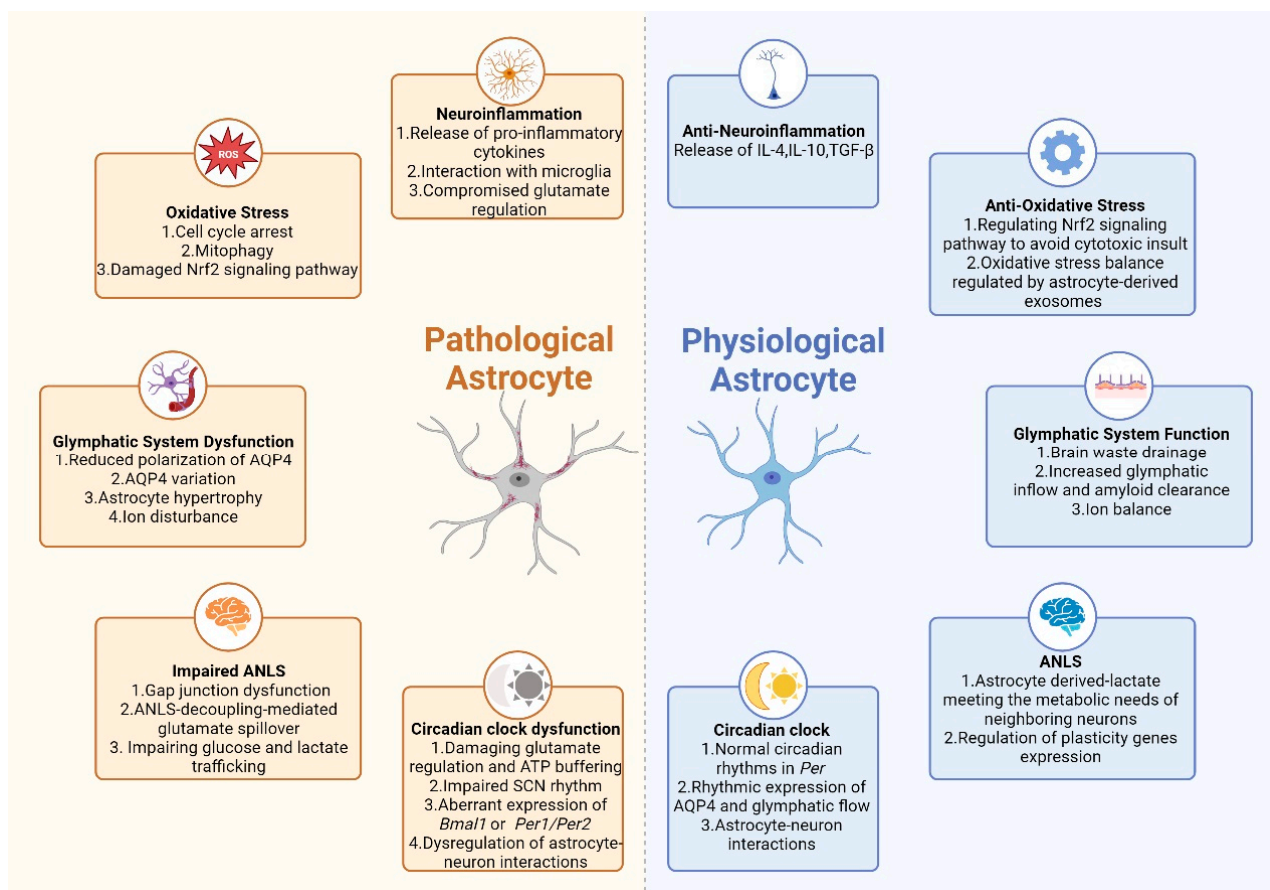 Neuroinflammation
1.Release of pro-inflammatory
cytokines
2.Interaction with microglia
3.Compromised glutamate
regulation
ROS
Oxidative Stress
1.Cell cycle arrest
2.Mitophagy
3.Damaged Nrf2 signaling pathway
Pathological
Astrocyte
Glymphatic System Dysfunction
1.Reduced polarization of AQP4
2.AQP4 variation
3.Astrocyte hypertrophy
4.Ion disturbance
Impaired ANLS
1.Gap junction dysfunction
2.ANLS-decoupling-mediated
glutamate spillover
3. Impairing glucose and lactate
trafficking
Circadian clock dysfunction
1.Damaging glutamate
regulation and ATP buffering
2.Impaired SCN rhythm
3.Aberrant expression of
Bmal1 or Per1/Per2
4.Dysregulation of astrocyte-
neuron interactions
Anti-Neuroinflammation
Release of IL-4,IL-10,TGF-β
Anti-Oxidative Stress
1.Regulating Nrf2 signaling
pathway to avoid cytotoxic insult
2.Oxidative stress balance
regulated by astrocyte-derived
exosomes
Physiological
Astrocyte
Glymphatic System Function
1.Brain waste drainage
2.Increased glymphatic
inflow and amyloid clearance
3.Ion balance
ANLS
1.Astrocyte derived-lactate
meeting the metabolic needs of
neighboring neurons
2.Regulation of plasticity genes
expression
Circadian clock
1.Normal circadian
rhythms in Per
2.Rhythmic expression of
AQP4 and glymphatic flow
3.Astrocyte-neuron
interactions